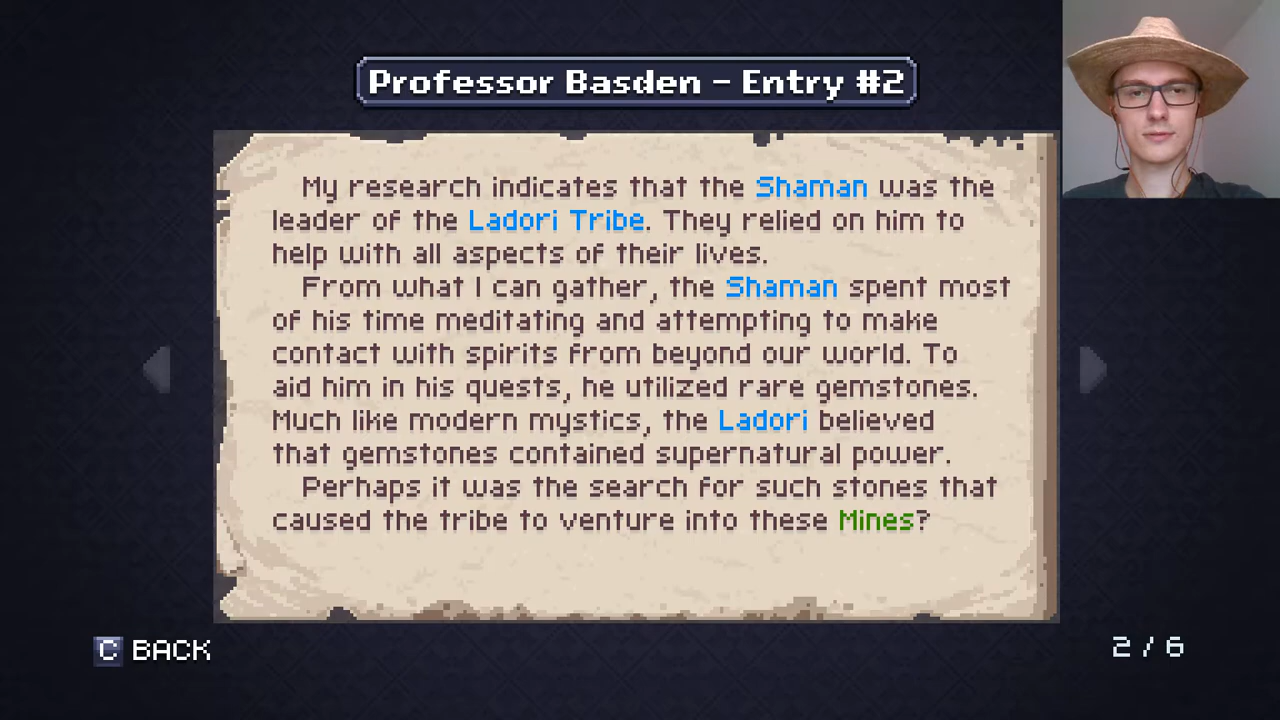 Professor Basden - Entry #2
My research indicates that the Shaman was the
leader of the Ladori Tribe. They relied on him to
help with all aspects of their lives.
From what I can gather, the Shaman spent most
of his time meditating and attempting to make
contact with spirits from beyond our world. To
aid him in his quests, he utilized rare gemstones.
Much like modern mystics, the Ladori believed
that gemstones contained supernatural power.
Perhaps it was the search for such stones that
caused the tribe to venture into these Mines?
C BACK
2 / 6